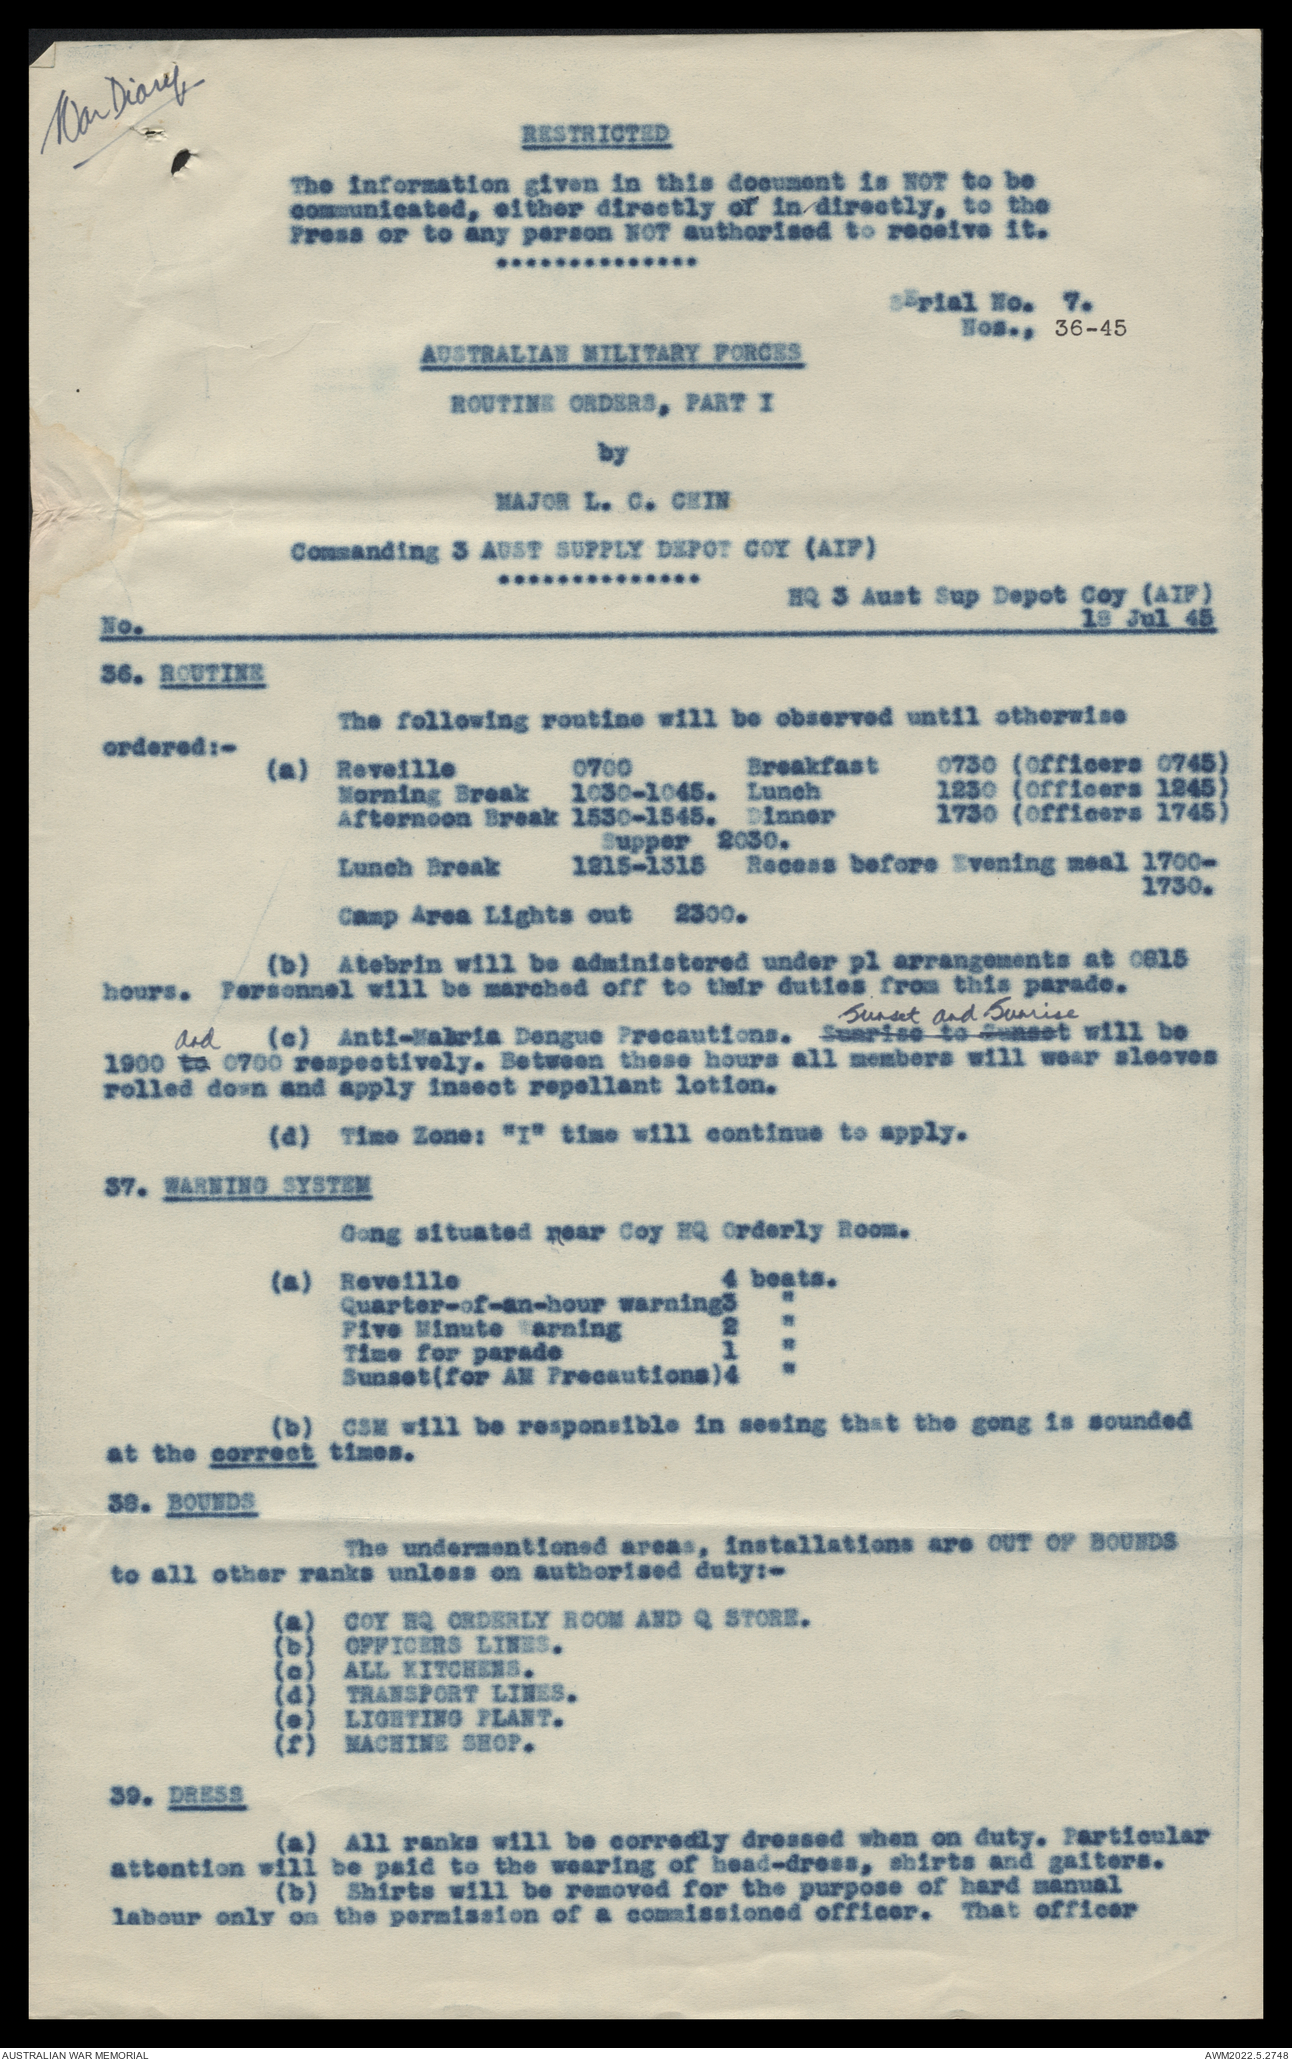 War Diary
RESTRICTED
The information given in this document is NOT to be
communicated, either directly or in/directly, to the
Press or to any person NOT authorised to receive it.
**************
SErial No. 7.
Nos., 36-45
AUSTRALIAN MILITARY FORCES
ROUTINE ORDERS, PART I
by
MAJOR L. C. CHIN
Commanding 3 AUST SUPPLY DEPOT COY (AIF)
**************
HQ 3 Aust Sup Depot Coy (AIF)
No. 18 Jul 45
36. ROUTINE
The following routine will be observed until otherwise
ordered:-
(a) Reveille 0700 Breakfast 0730 (Officers 0745)
Morning Break 1030-1045. Lunch 1230 (Officers 1245)
Afternoon Break 1530-1545. Dinner 1730 (Officers 1745)
Supper 2030.
Lunch Break 1215-1315 Recess before Evening meal 1700-
1730.
Camp Area Lights out 2300.
(b) Atebrin will be administered under pl arrangements at 0815
hours. Personnel will be marched off to their duties from this parade.
Sunset and Sunrise
and (c) Anti-Malaria Dengue Precautions. Sunrise to Sunset will be
1900 to 0700 respectively. Between these hours all members will wear sleeves
rolled down and apply insect repellant lotion.
(d) Time Zone: "I" time will continue to apply.
37. WARNING SYSTEM
Gong situated near Coy HQ Orderly Room.
(a) Reveille 4 beats.
Quarter-of-an-hour warning3 "
Five Minute Warning 2 "
Time for parade 1 "
Sunset(for AM Precautions)4 "
(b) CSM will be responsible in seeing that the gong is sounded
at the correct times.
38. BOUNDS
The undermentioned areas, installations are OUT OF BOUNDS
to all other ranks unless on authorised duty:-
(a) COY HQ ORDERLY ROOM AND Q STORE.
(b) OFFICERS LINES.
(c) ALL KITCHENS.
(d) TRANSPORT LINES.
(e) LIGHTING PLANT.
(f) MACHINE SHOP.
39. DRESS
(a) All ranks will be correctly dressed when on duty. Particular
attention will be paid to the wearing of head-dress, shirts and gaiters.
(b) Shirts will be removed for the purpose of hard manual
labour only on the permission of a commissioned officer. That officer
AUSTRALIAN WAR MEMORIAL AWM2022.5.2748